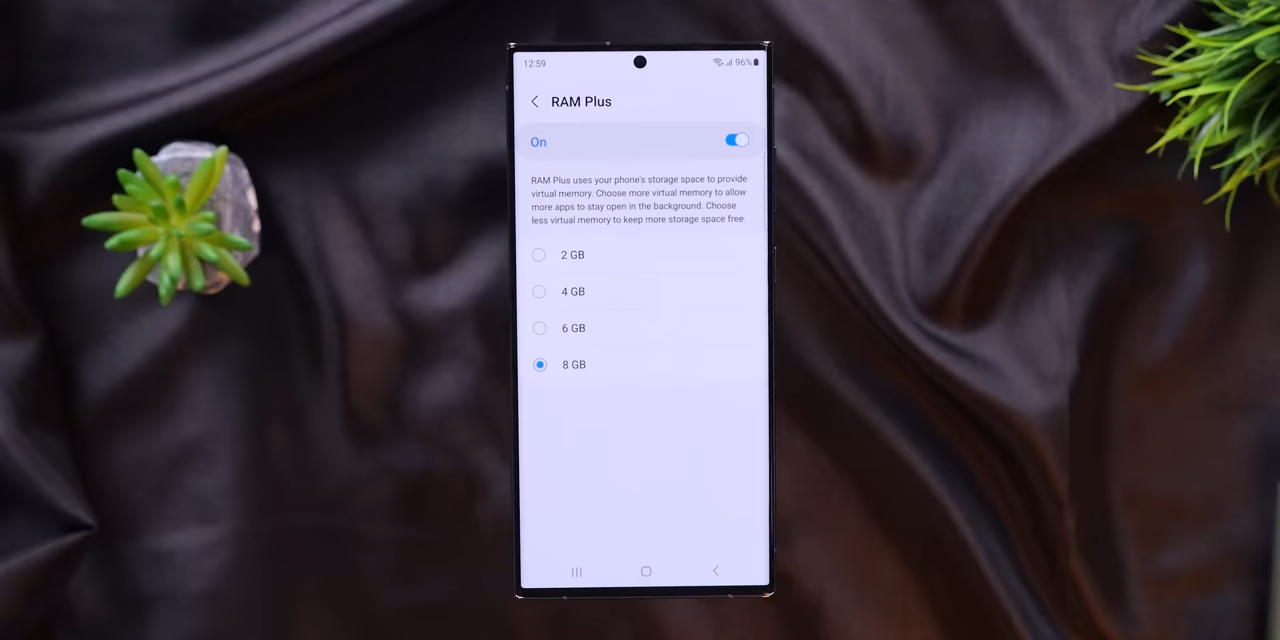 12:59 96%
RAM Plus
On
RAM Plus uses your phone's storage space to provide
virtual memory. Choose more virtual memory to allow
more apps to stay open in the background. Choose
less virtual memory to keep more storage space free.
2 GB
4 GB
6 GB
8 GB